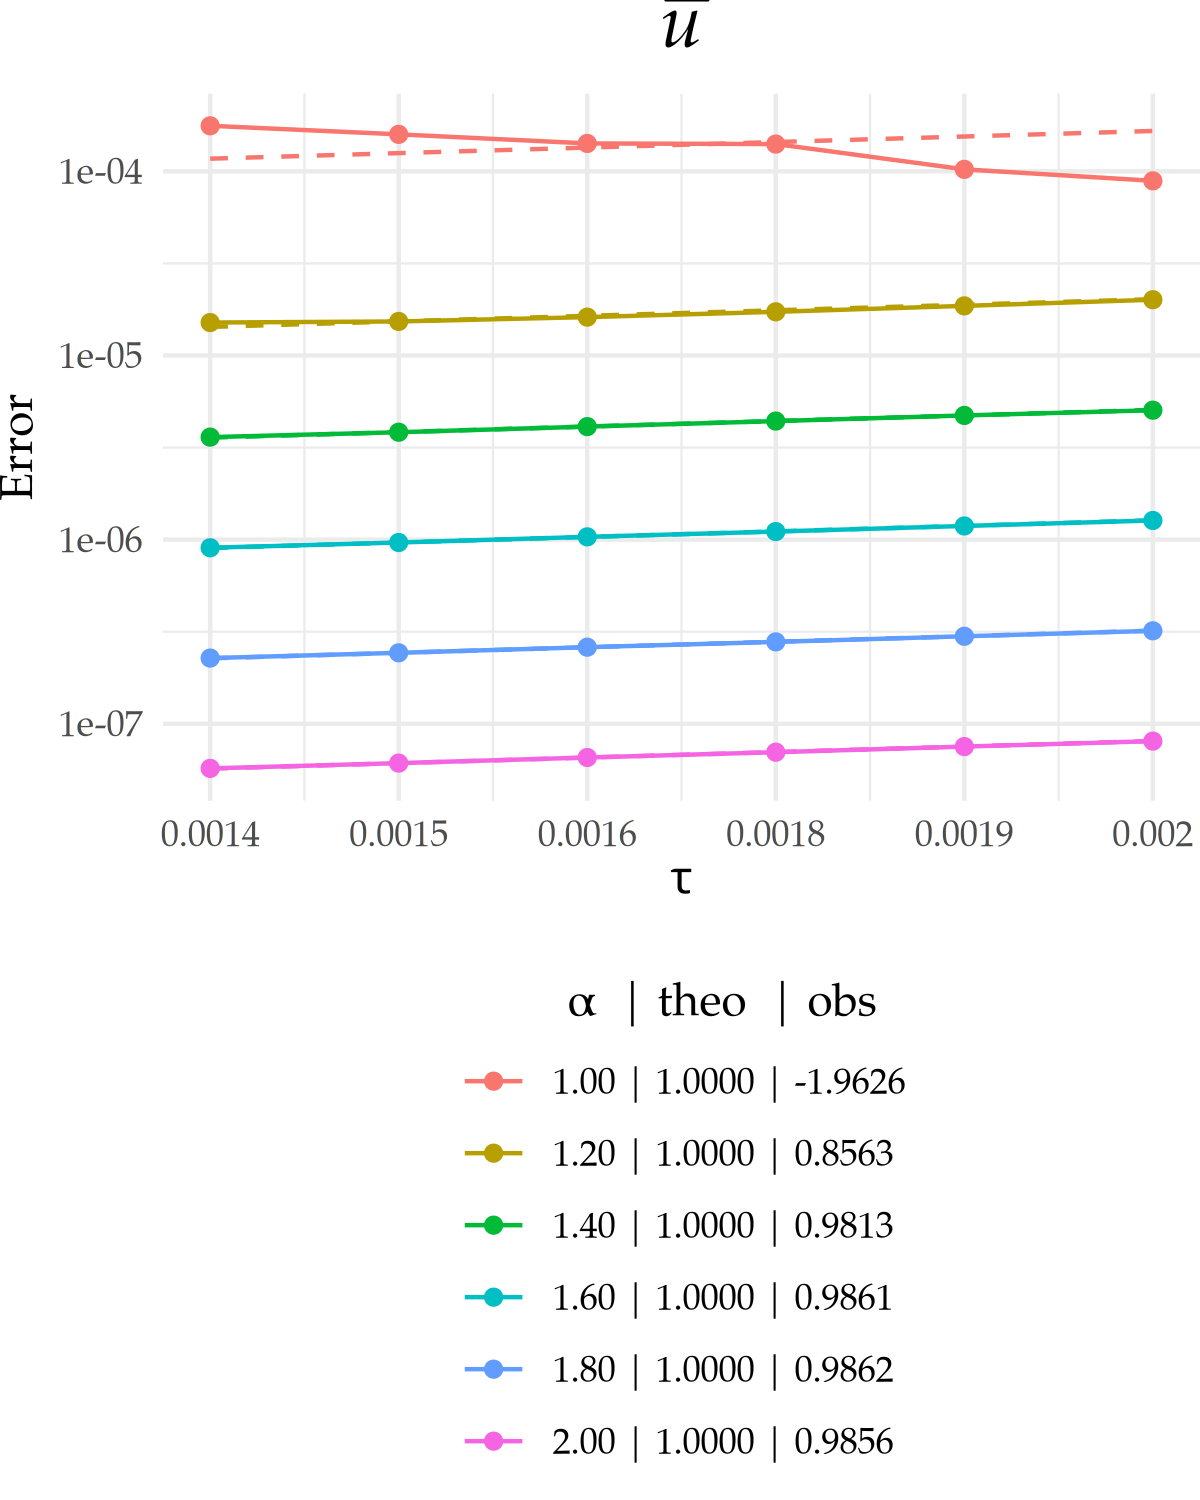 u̅
1e-04
1e-05
1e-06
1e-07
Error
0.0014 0.0015 0.0016 0.0018 0.0019 0.002
τ
α | theo | obs
1.00 | 1.0000 | -1.9626
1.20 | 1.0000 | 0.8563
1.40 | 1.0000 | 0.9813
1.60 | 1.0000 | 0.9861
1.80 | 1.0000 | 0.9862
2.00 | 1.0000 | 0.9856